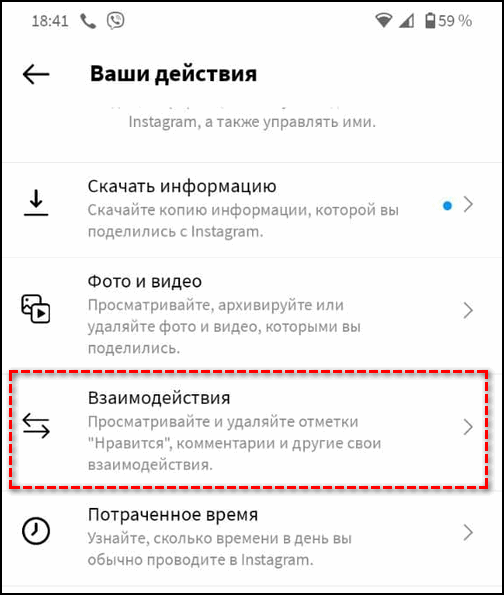 18:41 59 %
Ваши действия
Instagram, а также управлять ими.
Скачать информацию
Скачайте копию информации, которой вы
поделились с Instagram.
Фото и видео
Просматривайте, архивируйте или
удаляйте фото и видео, которыми вы
поделились.
Взаимодействия
Просматривайте и удаляйте отметки
"Нравится", комментарии и другие свои
взаимодействия.
Потраченное время
Узнайте, сколько времени в день вы
обычно проводите в Instagram.